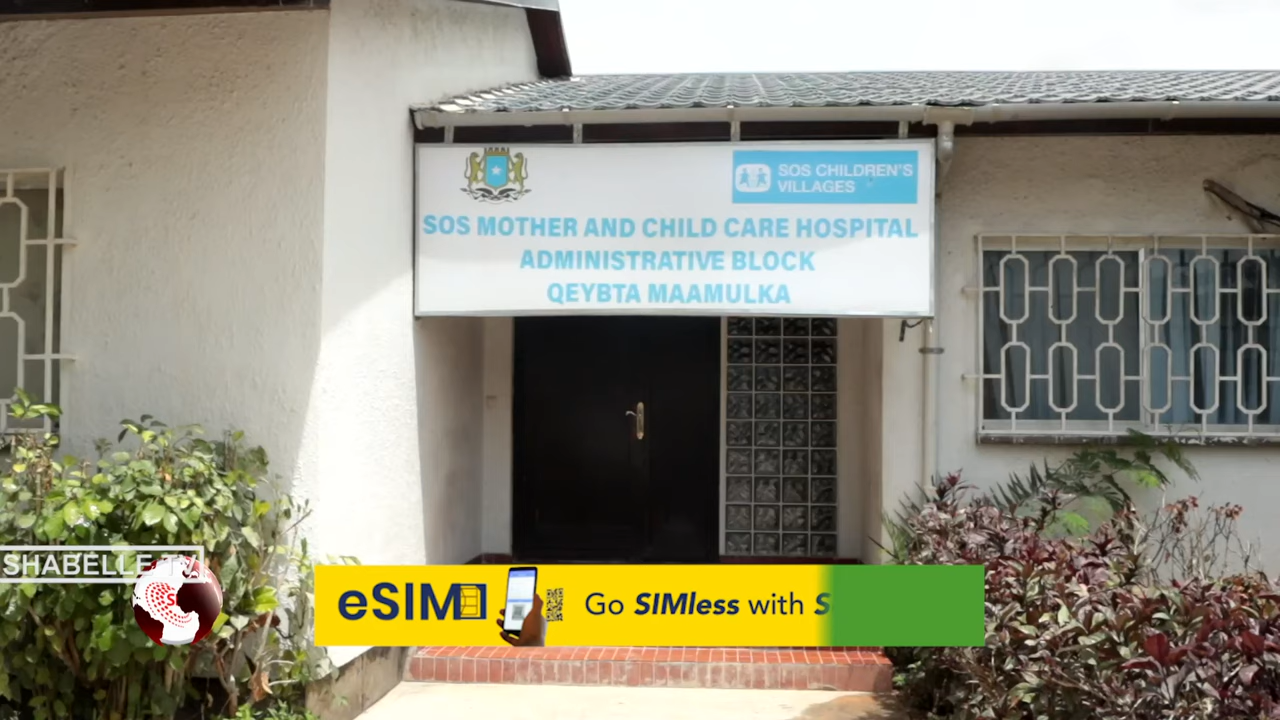 SOS CHILDREN'S
VILLAGES
SOS MOTHER AND CHILD CARE HOSPITAL
ADMINISTRATIVE BLOCK
QEYBTA MAAMULKA
SHABELLE TV
S
eSIM
Go SIMless with S